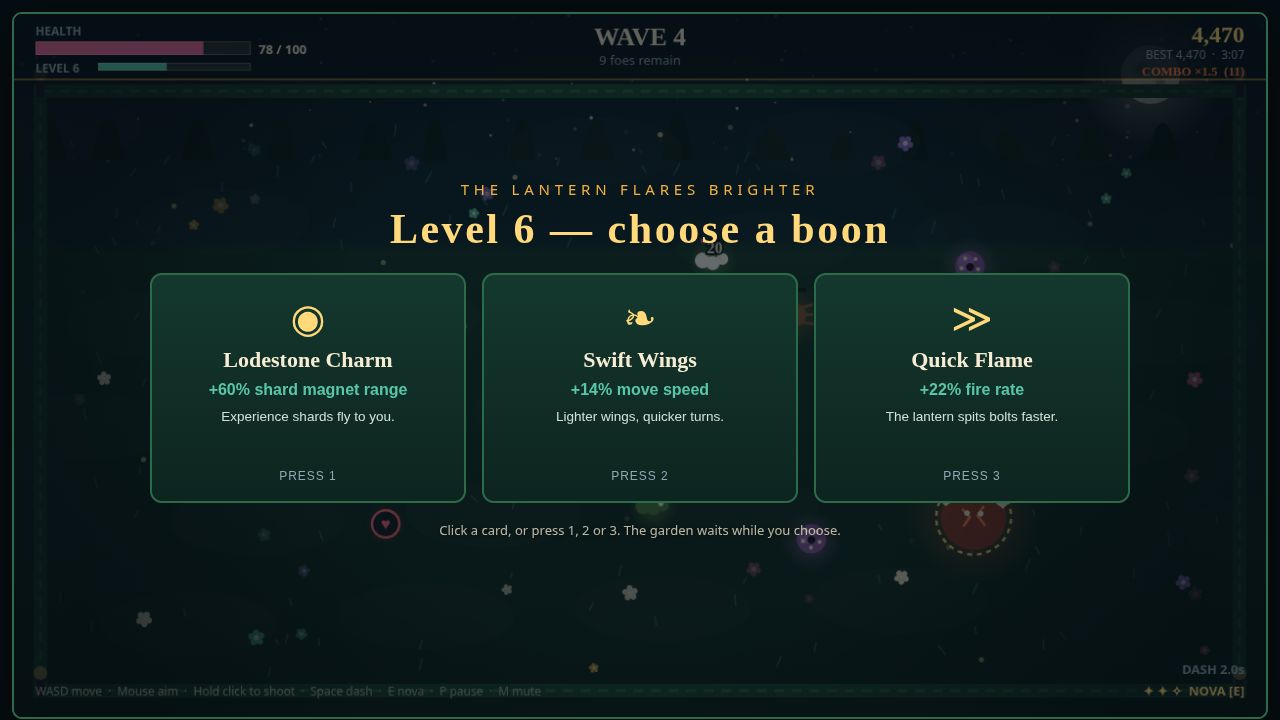 HEALTH
78 / 100
LEVEL 6
WAVE 4
9 foes remain
4,470
BEST 4,470 · 3:07
COMBO ×1.5 (11)
THE LANTERN FLARES BRIGHTER
Level 6 — choose a boon
20
Lodestone Charm
+60% shard magnet range
Experience shards fly to you.
PRESS 1
Swift Wings
+14% move speed
Lighter wings, quicker turns.
PRESS 2
Quick Flame
+22% fire rate
The lantern spits bolts faster.
PRESS 3
Click a card, or press 1, 2 or 3. The garden waits while you choose.
DASH 2.0s
WASD move · Mouse aim · Hold click to shoot · Space dash · E nova · P pause · M mute
✦ ✦ ✧ NOVA [E]